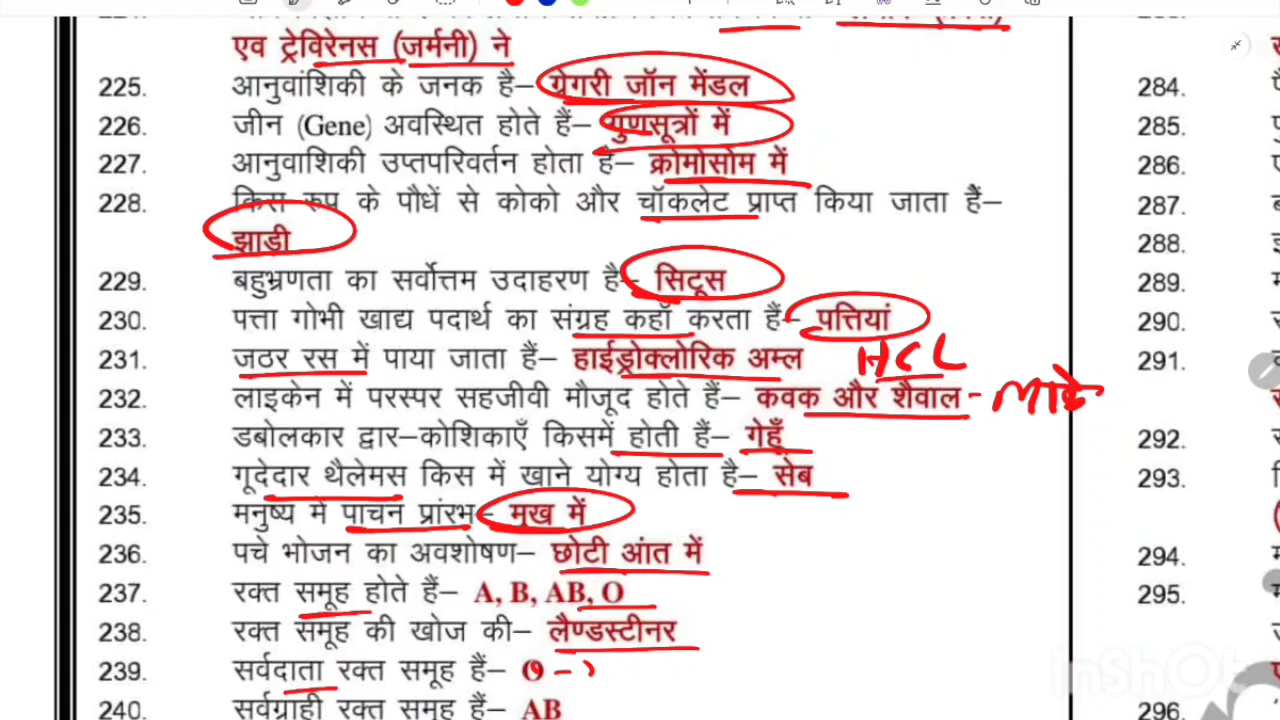 एव ट्रेविरेनस (जर्मनी) ने
225. आनुवांशिकी के जनक है– ग्रेगरी जॉन मेंडल
226. जीन (Gene) अवस्थित होते हैं– गुणसूत्रों में
227. आनुवाशिकी उप्तपरिवर्तन होता है– क्रोमोसोम में
228. किस रूप के पौधें से कोको और चॉकलेट प्राप्त किया जाता हैं–
झाडी
229. बहुभ्रणता का सर्वोत्तम उदाहरण है– सिट्रस
230. पत्ता गोभी खाद्य पदार्थ का संग्रह कहाँ करता हैं– पत्तियां
231. जठर रस में पाया जाता हैं– हाईड्रोक्लोरिक अम्ल HCL
232. लाइकेन में परस्पर सहजीवी मौजूद होते हैं– कवक और शैवाल -
233. डबोलकार द्वार–कोशिकाएँ किसमें होती हैं– गेहूँ
234. गूदेदार थैलेमस किस में खाने योग्य होता है– सेब
235. मनुष्य में पाचन प्रांरभ– मुख में
236. पचे भोजन का अवशोषण– छोटी आंत में
237. रक्त समूह होते हैं– A, B, AB, O
238. रक्त समूह की खोज की– लैण्डस्टीनर
239. सर्वदाता रक्त समूह हैं– O
240. सर्वग्राही रक्त समूह हैं– AB
284.
285.
286.
287.
288.
289.
290.
291.
292.
293.
294.
295.
296.
InShOt